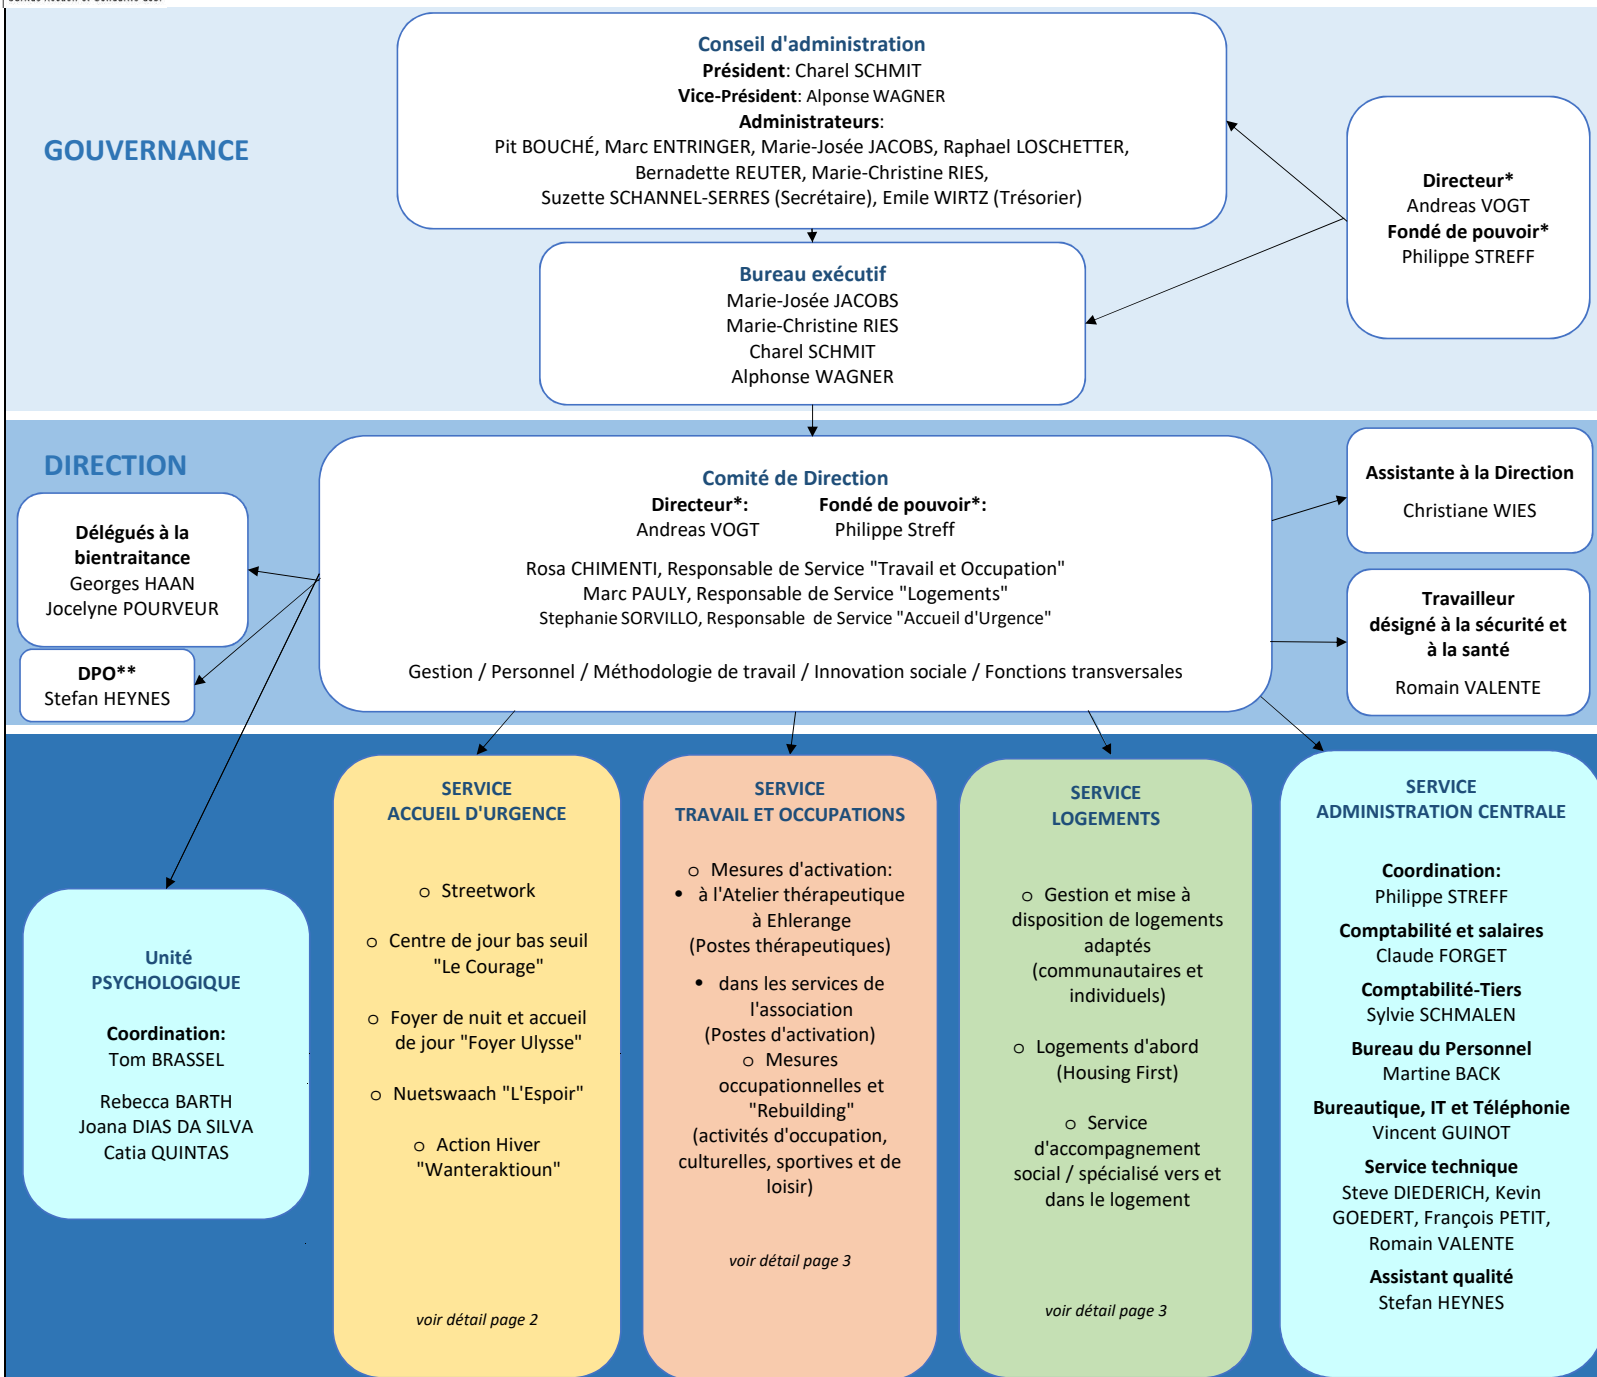 GOUVERNANCE
Conseil d'administration
Président: Charel SCHMIT
Vice-Président: Alponse WAGNER
Administrateurs:
Pit BOUCHÉ, Marc ENTRINGER, Marie-Josée JACOBS, Raphael LOSCHETTER,
Bernadette REUTER, Marie-Christine RIES,
Suzette SCHANNEL-SERRES (Secrétaire), Emile WIRTZ (Trésorier)
Directeur*
Andreas VOGT
Fondé de pouvoir*
Philippe STREFF
Bureau exécutif
Marie-Josée JACOBS
Marie-Christine RIES
Charel SCHMIT
Alphonse WAGNER
DIRECTION
Comité de Direction
Directeur*: Fondé de pouvoir*:
Andreas VOGT Philippe Streff
Rosa CHIMENTI, Responsable de Service "Travail et Occupation"
Marc PAULY, Responsable de Service "Logements"
Stephanie SORVILLO, Responsable de Service "Accueil d'Urgence"
Gestion / Personnel / Méthodologie de travail / Innovation sociale / Fonctions transversales
Délégués à la
bientraitance
Georges HAAN
Jocelyne POURVEUR
DPO**
Stefan HEYNES
Assistante à la Direction
Christiane WIES
Travailleur
désigné à la sécurité et
à la santé
Romain VALENTE
Unité
PSYCHOLOGIQUE
Coordination:
Tom BRASSEL
Rebecca BARTH
Joana DIAS DA SILVA
Catia QUINTAS
SERVICE
ACCUEIL D'URGENCE
o Streetwork
o Centre de jour bas seuil
"Le Courage"
o Foyer de nuit et accueil
de jour "Foyer Ulysse"
o Nuetswaach "L'Espoir"
o Action Hiver
"Wanteraktioun"
voir détail page 2
SERVICE
TRAVAIL ET OCCUPATIONS
o Mesures d'activation:
• à l'Atelier thérapeutique
à Ehlerange
(Postes thérapeutiques)
• dans les services de
l'association
(Postes d'activation)
o Mesures
occupationnelles et
"Rebuilding"
(activités d'occupation,
culturelles, sportives et de
loisir)
voir détail page 3
SERVICE
LOGEMENTS
o Gestion et mise à
disposition de logements
adaptés
(communautaires et
individuels)
o Logements d'abord
(Housing First)
o Service
d'accompagnement
social / spécialisé vers et
dans le logement
voir détail page 3
SERVICE
ADMINISTRATION CENTRALE
Coordination:
Philippe STREFF
Comptabilité et salaires
Claude FORGET
Comptabilité-Tiers
Sylvie SCHMALEN
Bureau du Personnel
Martine BACK
Bureautique, IT et Téléphonie
Vincent GUINOT
Service technique
Steve DIEDERICH, Kevin
GOEDERT, François PETIT,
Romain VALENTE
Assistant qualité
Stefan HEYNES